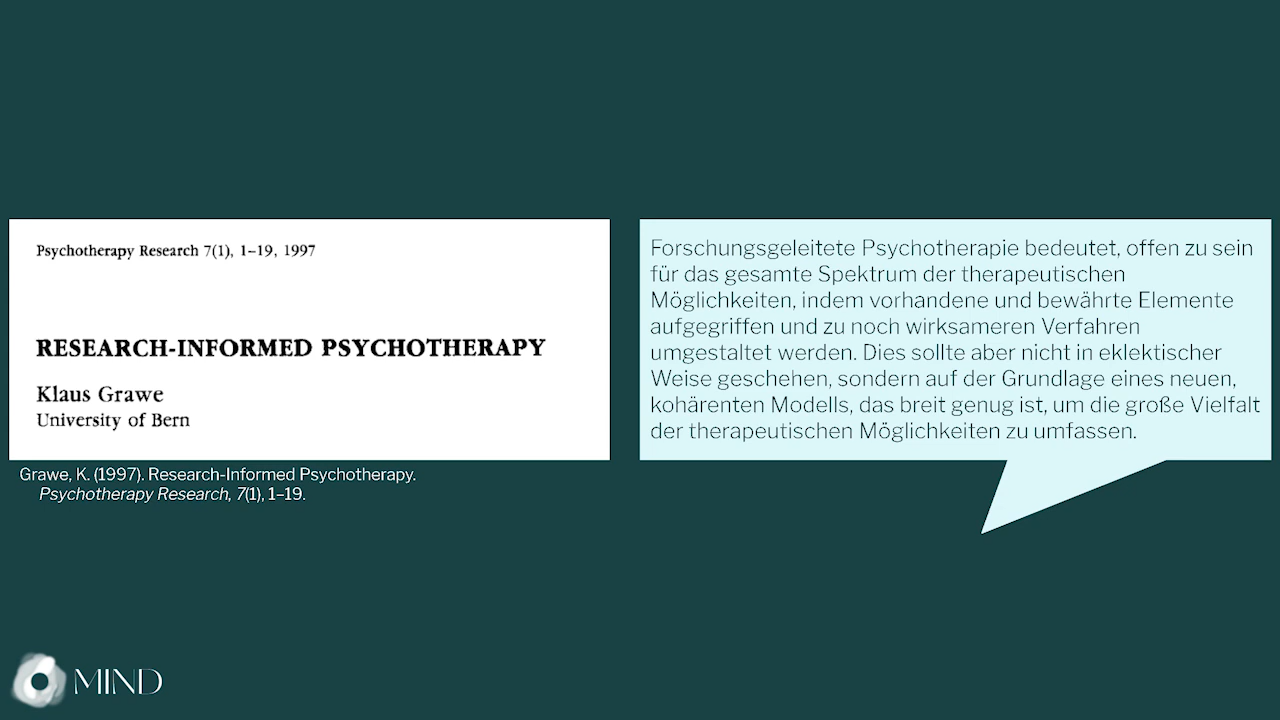 Psychotherapy Research 7(1), 1–19, 1997
RESEARCH-INFORMED PSYCHOTHERAPY
Klaus Grawe
University of Bern
Grawe, K. (1997). Research-Informed Psychotherapy.
Psychotherapy Research, 7(1), 1–19.
Forschungsgeleitete Psychotherapie bedeutet, offen zu sein
für das gesamte Spektrum der therapeutischen
Möglichkeiten, indem vorhandene und bewährte Elemente
aufgegriffen und zu noch wirksameren Verfahren
umgestaltet werden. Dies sollte aber nicht in eklektischer
Weise geschehen, sondern auf der Grundlage eines neuen,
kohärenten Modells, das breit genug ist, um die große Vielfalt
der therapeutischen Möglichkeiten zu umfassen.
MIND